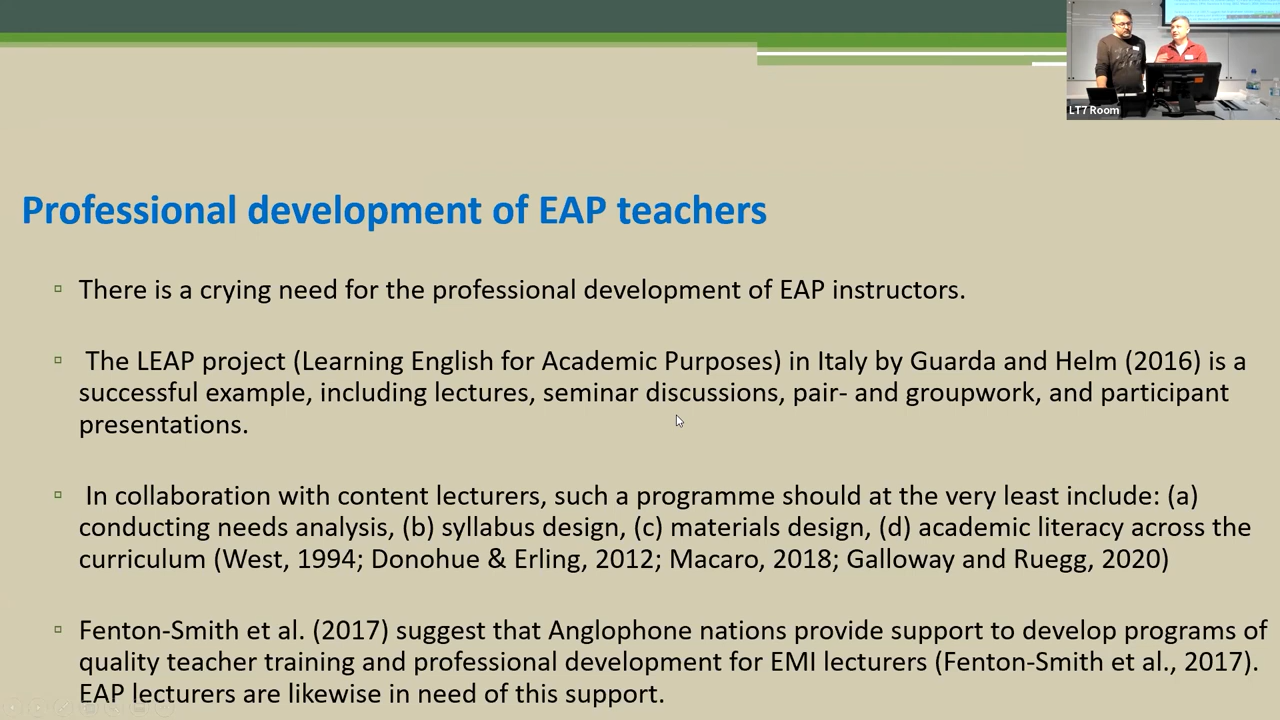 LT7 Room
Professional development of EAP teachers
There is a crying need for the professional development of EAP instructors.
The LEAP project (Learning English for Academic Purposes) in Italy by Guarda and Helm (2016) is a
successful example, including lectures, seminar discussions, pair- and groupwork, and participant
presentations.
In collaboration with content lecturers, such a programme should at the very least include: (a)
conducting needs analysis, (b) syllabus design, (c) materials design, (d) academic literacy across the
curriculum (West, 1994; Donohue & Erling, 2012; Macaro, 2018; Galloway and Ruegg, 2020)
Fenton-Smith et al. (2017) suggest that Anglophone nations provide support to develop programs of
quality teacher training and professional development for EMI lecturers (Fenton-Smith et al., 2017).
EAP lecturers are likewise in need of this support.